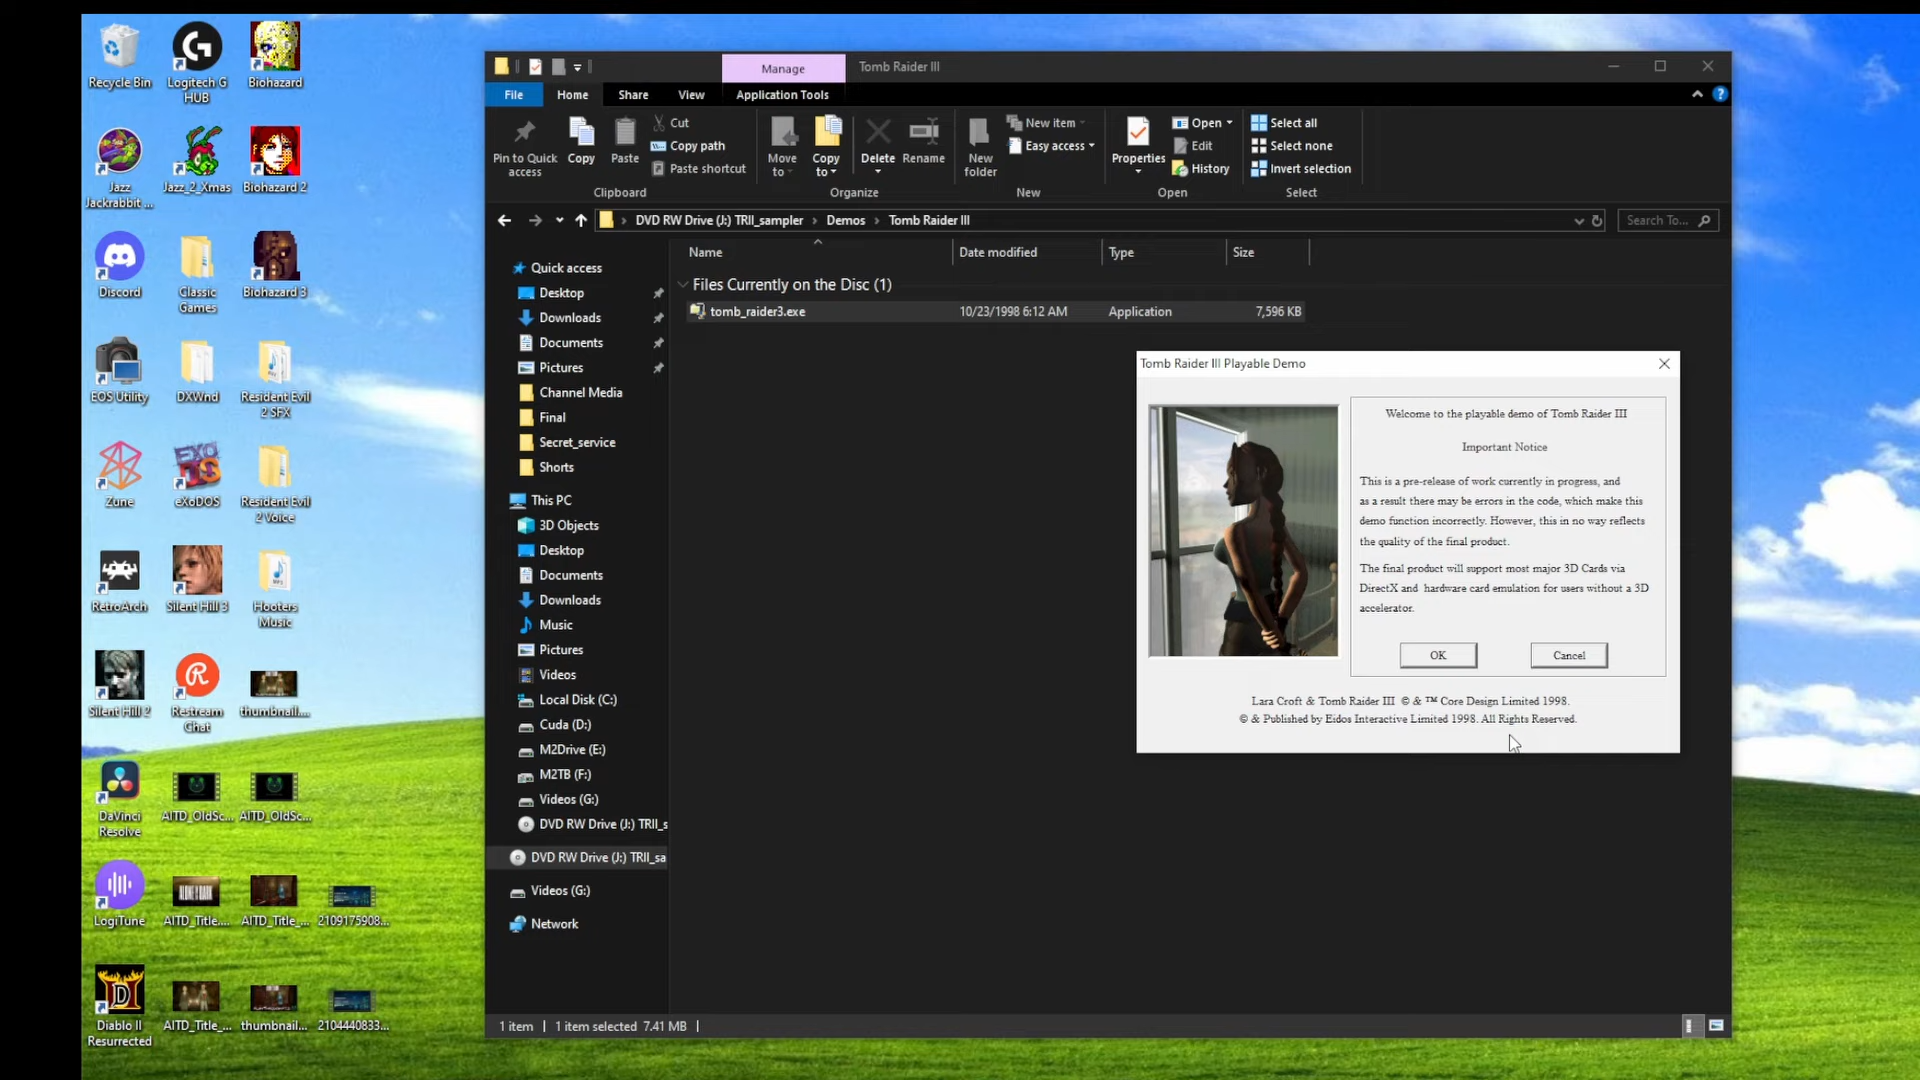 Recycle Bin
Logitech G
HUB
Biohazard
Jazz
Jackrabbit ...
Jazz_2_Xmas
Biohazard 2
Discord
Classic
Games
Biohazard 3
EOS Utility
DXWnd
Resident Evil
2 SFX
Zune
eXoDOS
Resident Evil
2 Voice
RetroArch
Silent Hill 3
Hooters
Music
Silent Hill 2
Restream
Chat
thumbnail....
DaVinci
Resolve
AITD_OldSc...
AITD_OldSc...
LogiTune
AITD_Title....
AITD_Title_...
2109175908...
Diablo II
Resurrected
AITD_Title_...
thumbnail...
2104440833...
Manage
Tomb Raider III
File
Home
Share
View
Application Tools
Pin to Quick
access
Copy
Paste
Cut
Copy path
Paste shortcut
Clipboard
Move
to
Copy
to
Delete
Rename
Organize
New
folder
New item
Easy access
New
Properties
Open
Edit
History
Open
Select all
Select none
Invert selection
Select
DVD RW Drive (J:) TRII_sampler > Demos > Tomb Raider III
Search To...
Quick access
Desktop
Downloads
Documents
Pictures
Channel Media
Final
Secret_service
Shorts
This PC
3D Objects
Desktop
Documents
Downloads
Music
Pictures
Videos
Local Disk (C:)
Cuda (D:)
M2Drive (E:)
M2TB (F:)
Videos (G:)
DVD RW Drive (J:) TRII_s
DVD RW Drive (J:) TRII_sa
Videos (G:)
Network
Name Date modified Type Size
Files Currently on the Disc (1)
tomb_raider3.exe 10/23/1998 6:12 AM Application 7,596 KB
Tomb Raider III Playable Demo
Welcome to the playable demo of Tomb Raider III
Important Notice
This is a pre-release of work currently in progress, and
as a result there may be errors in the code, which make this
demo function incorrectly. However, this in no way reflects
the quality of the final product.
The final product will support most major 3D Cards via
DirectX and hardware card emulation for users without a 3D
accelerator.
OK
Cancel
Lara Croft & Tomb Raider III © & ™ Core Design Limited 1998.
© & Published by Eidos Interactive Limited 1998. All Rights Reserved.
1 item
1 item selected 7.41 MB